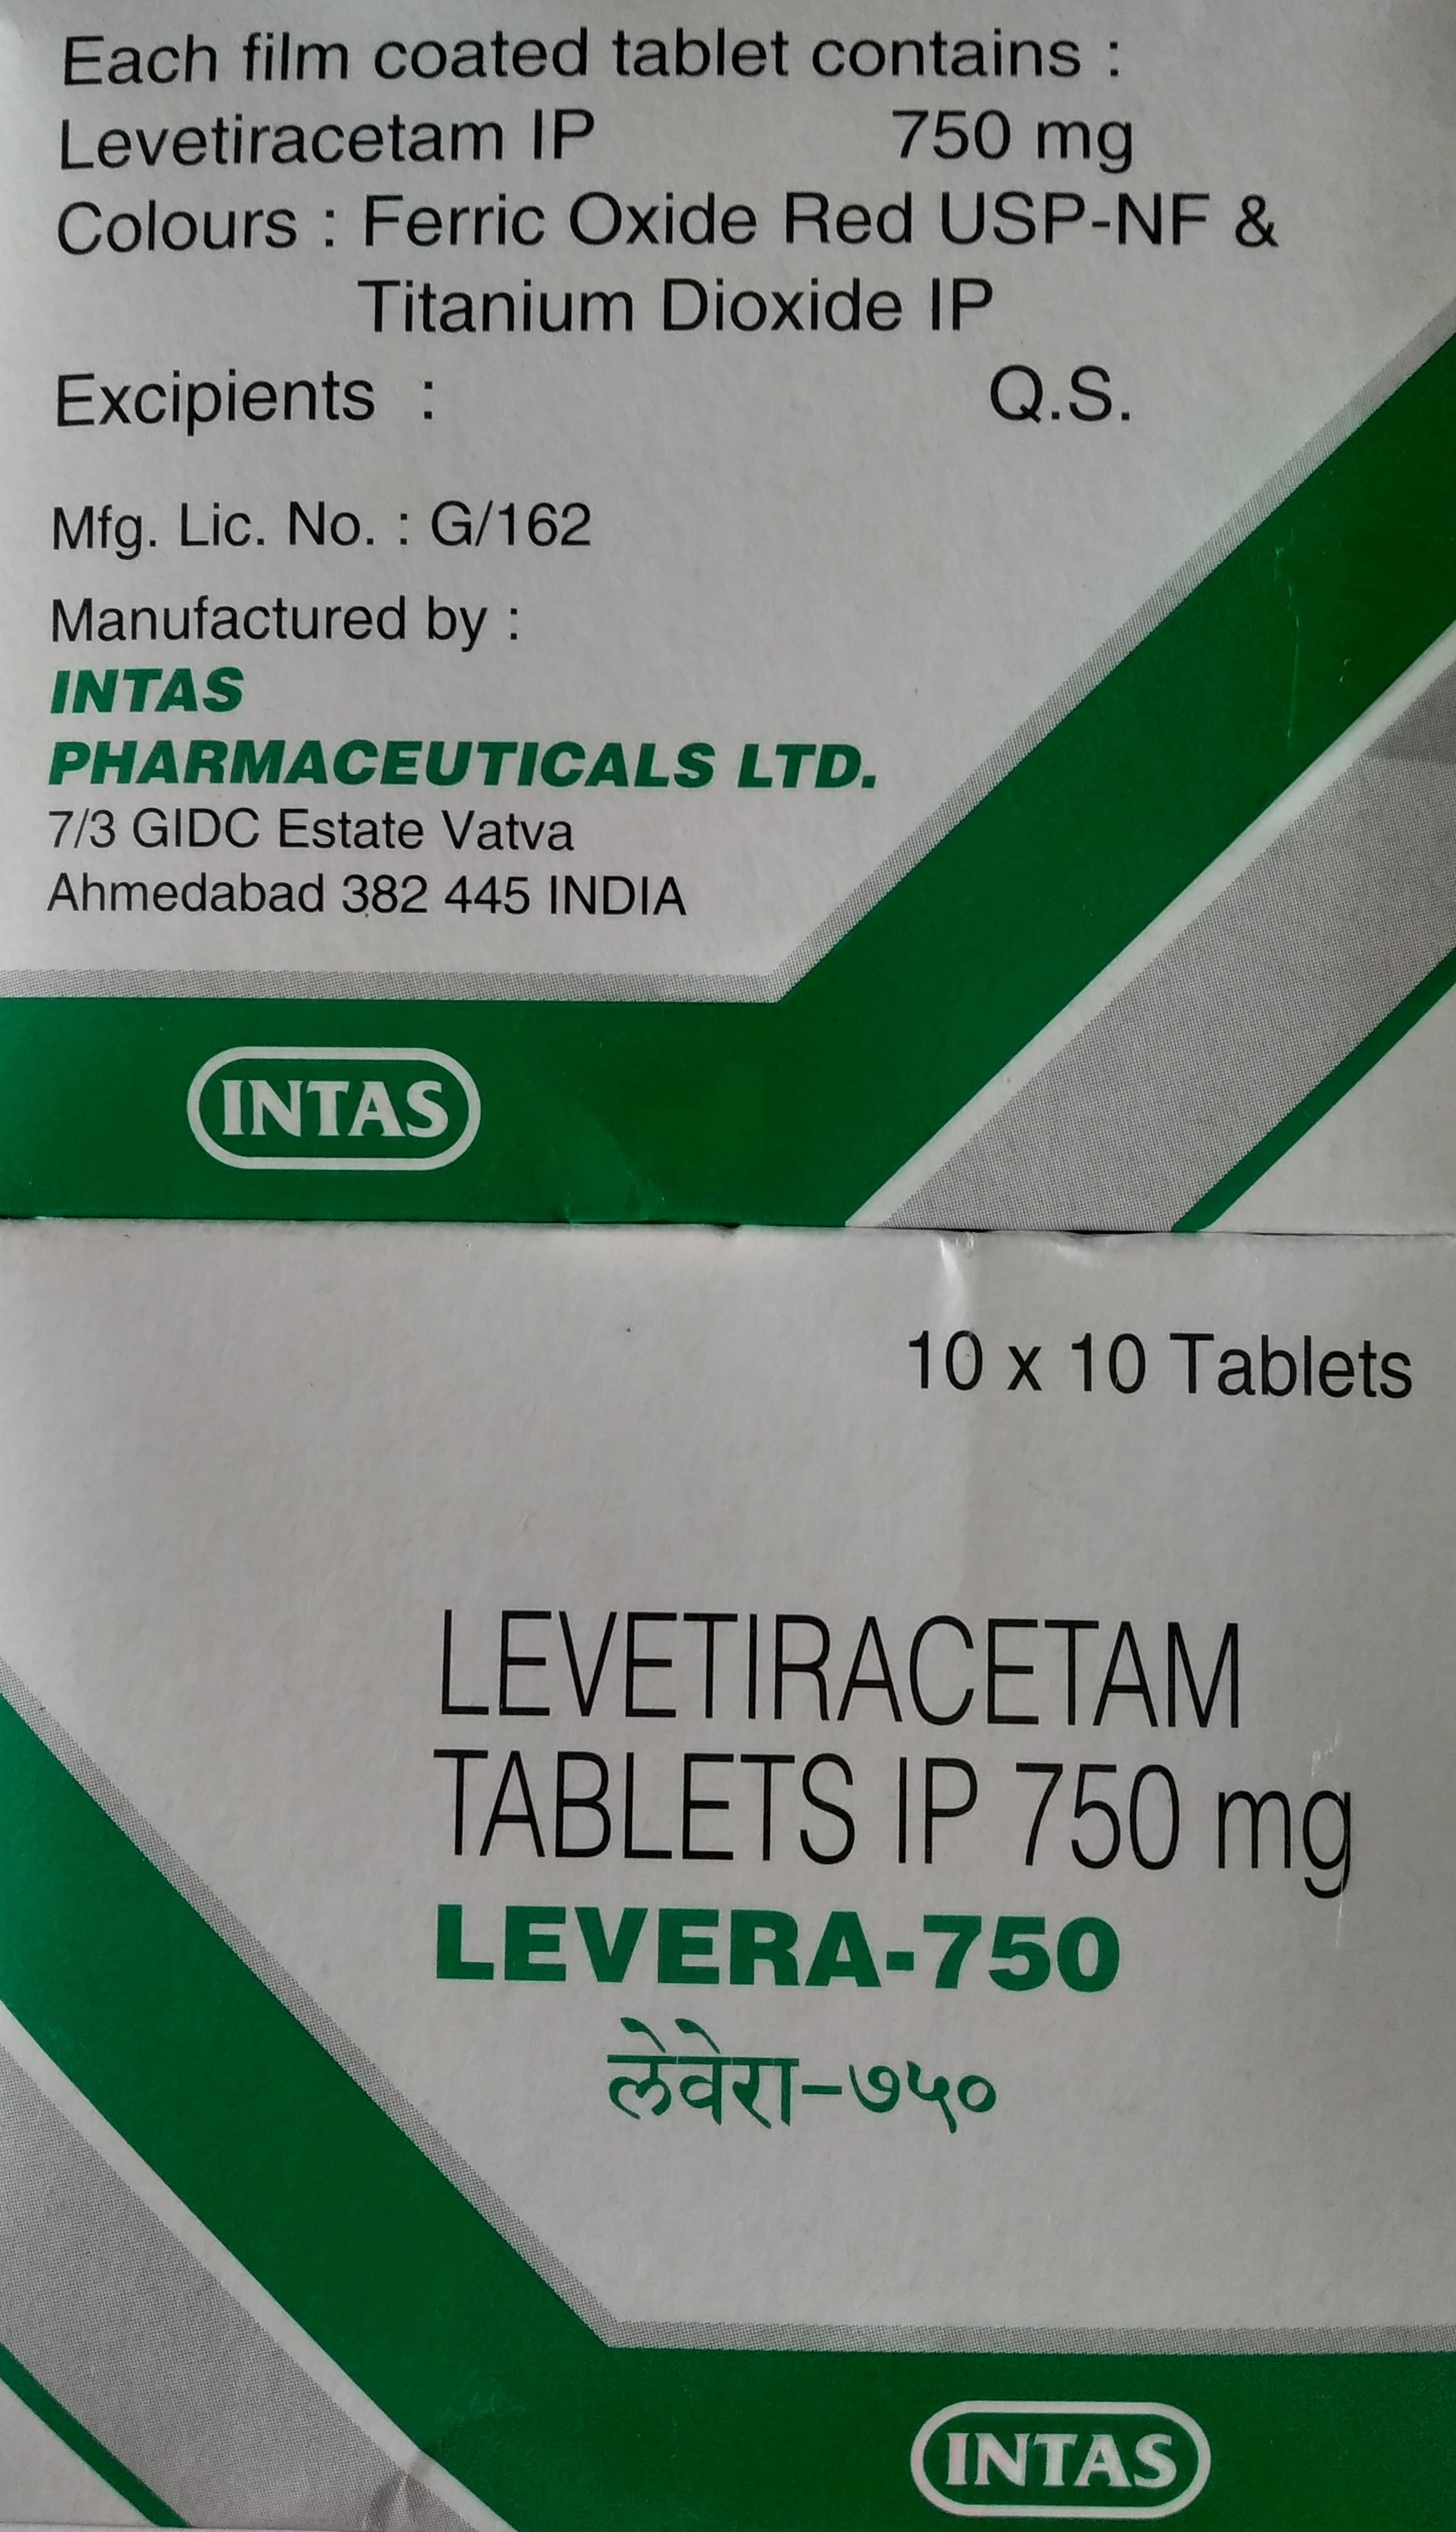 Each film coated tablet contains :
Levetiracetam IP 750 mg
Colours : Ferric Oxide Red USP-NF &
Titanium Dioxide IP
Excipients : Q.S.
Mfg. Lic. No. : G/162
Manufactured by :
INTAS
PHARMACEUTICALS LTD.
7/3 GIDC Estate Vatva
Ahmedabad 382 445 INDIA
INTAS
10 x 10 Tablets
LEVETIRACETAM
TABLETS IP 750 mg
LEVERA-750
लेवेरा-७५०
INTAS